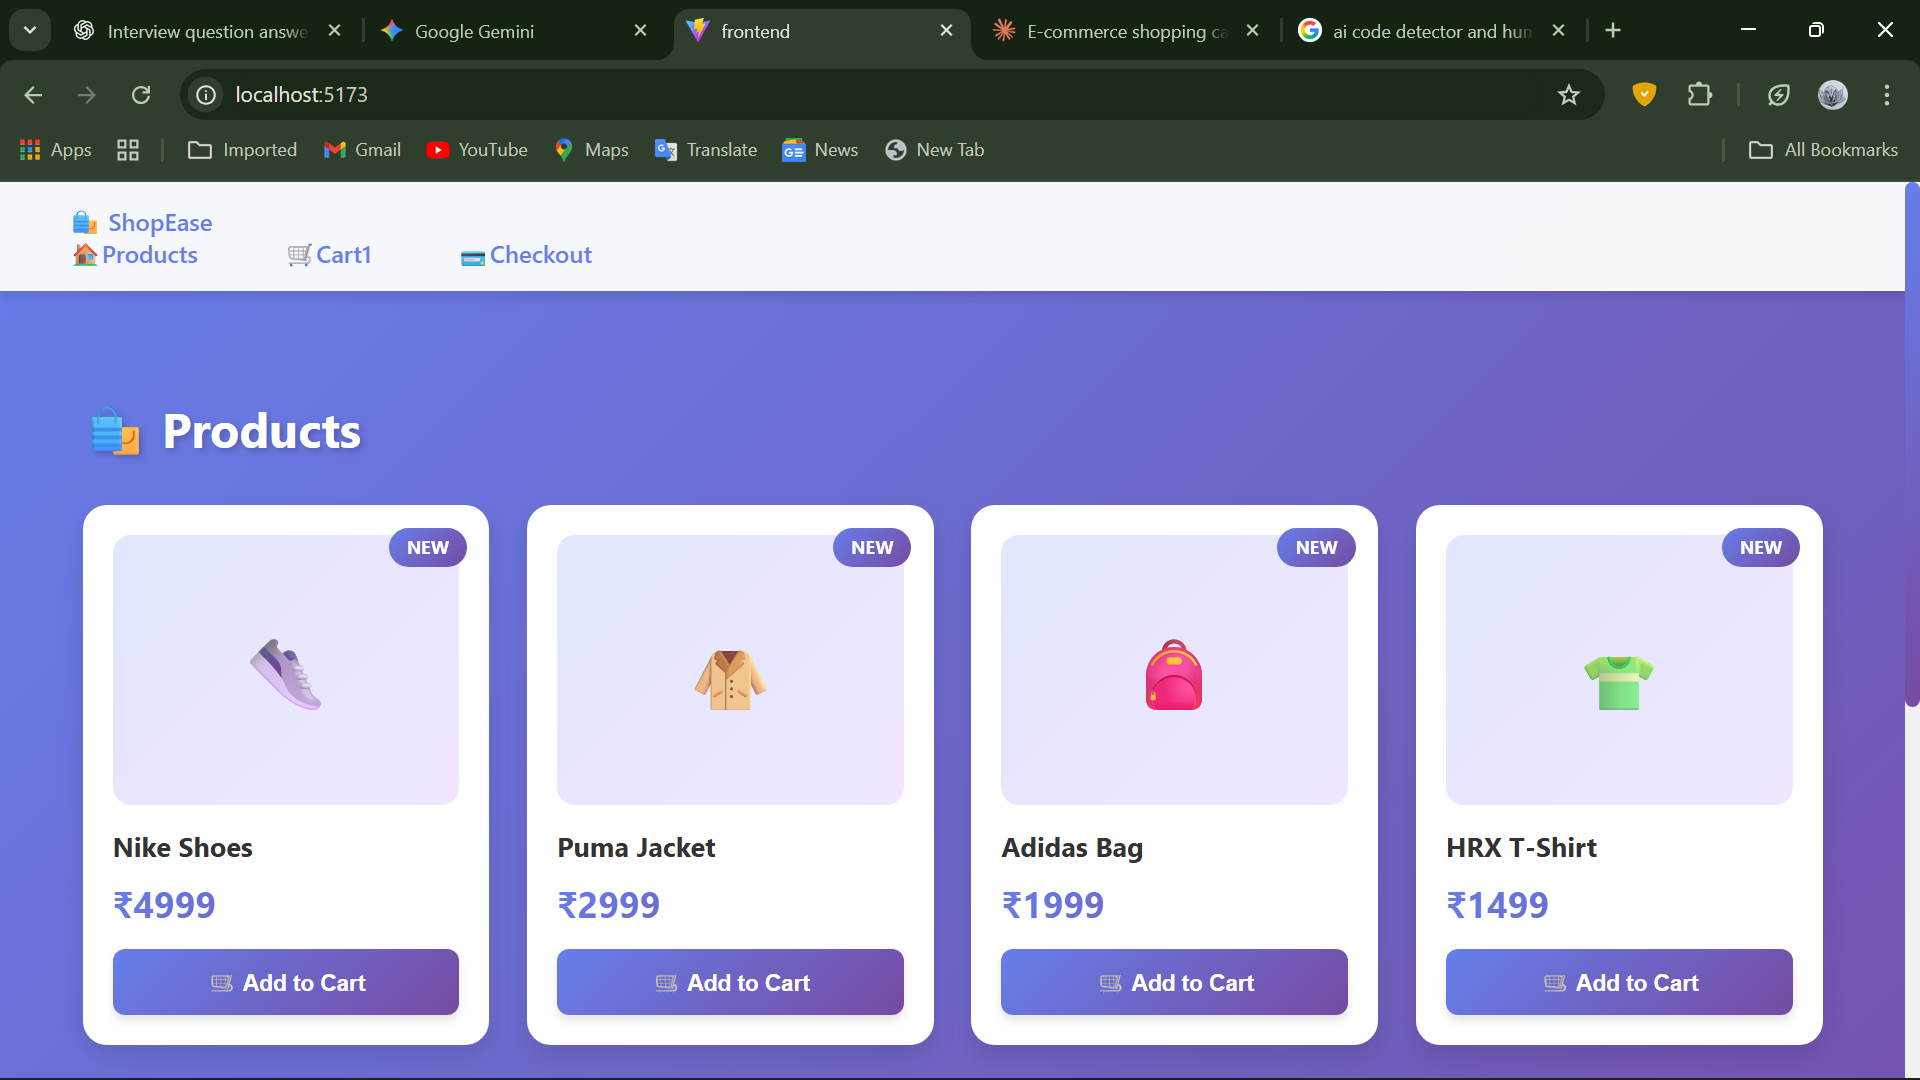 Interview question answe
Google Gemini
frontend
E-commerce shopping ca
ai code detector and hum
localhost:5173
Apps
Imported
Gmail
YouTube
Maps
Translate
News
New Tab
All Bookmarks
ShopEase
Products
Cart1
Checkout
Products
NEW
NEW
NEW
NEW
Nike Shoes
Puma Jacket
Adidas Bag
HRX T-Shirt
₹4999
₹2999
₹1999
₹1499
Add to Cart
Add to Cart
Add to Cart
Add to Cart